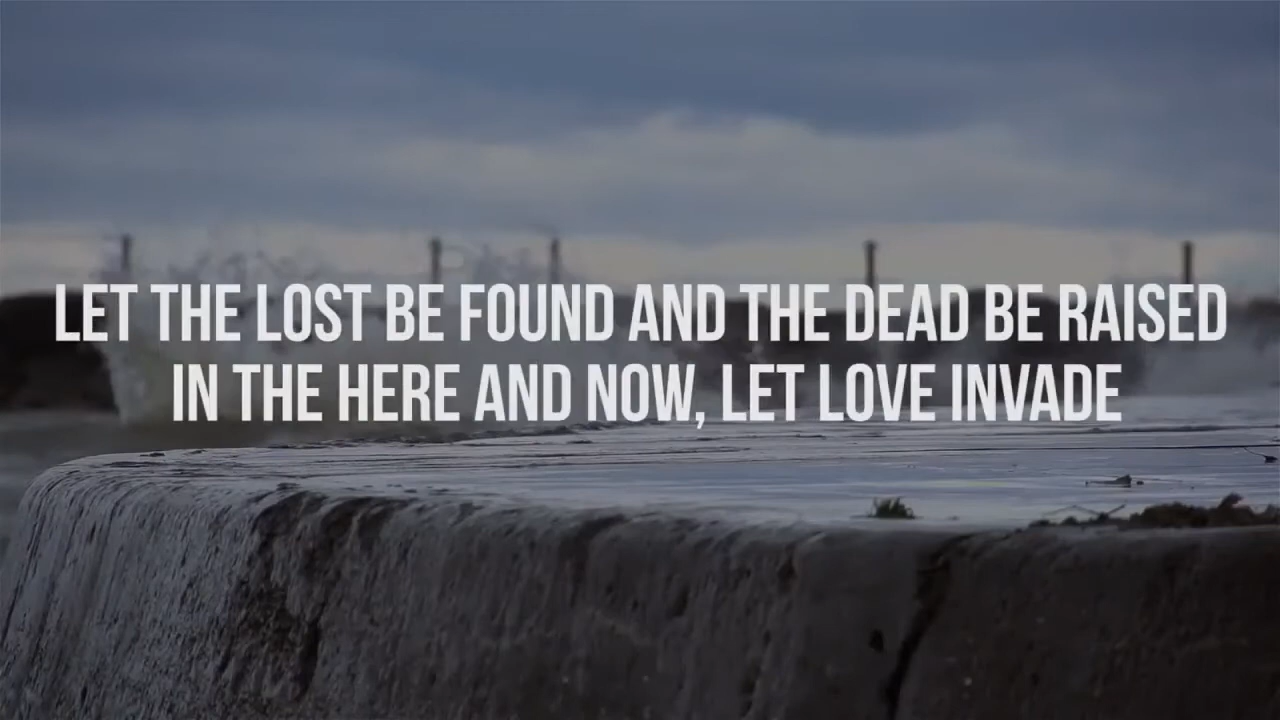 LET THE LOST BE FOUND AND THE DEAD BE RAISED
IN THE HERE AND NOW, LET LOVE INVADE